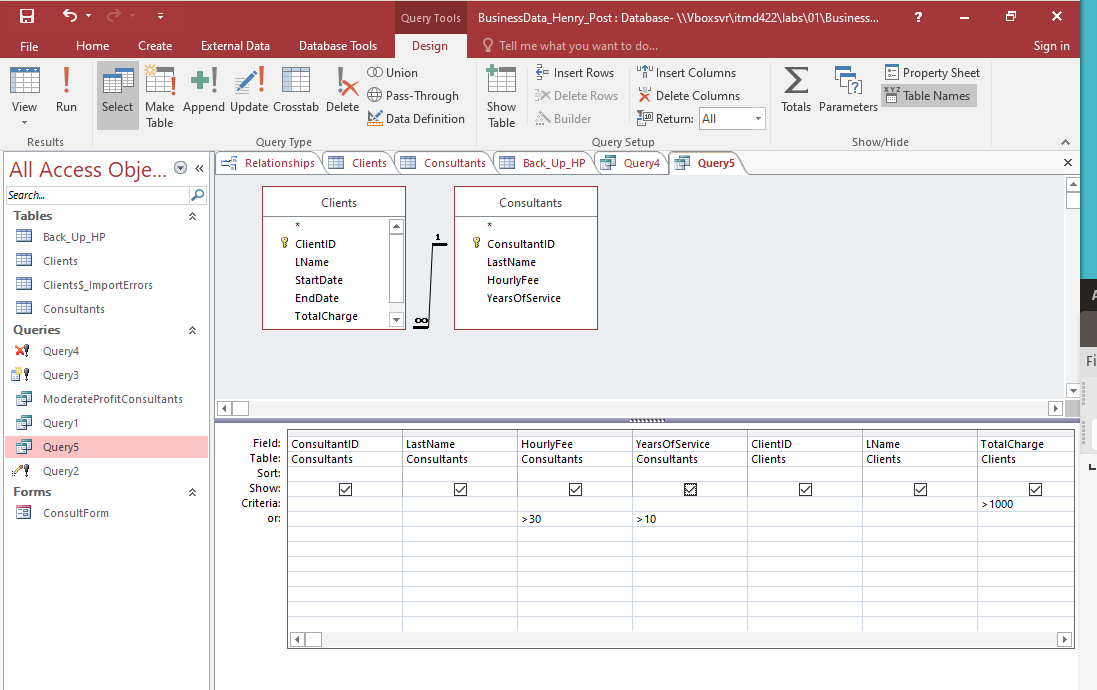 Query Tools
BusinessData_Henry_Post : Database- \\Vboxsvr\itmd422\labs\01\Business...
?
File
Home
Create
External Data
Database Tools
Design
Tell me what you want to do...
Sign in
View
Run
Select
Make Table
Append
Update
Crosstab
Delete
Union
Pass-Through
Data Definition
Show Table
Insert Rows
Delete Rows
Builder
Insert Columns
Delete Columns
Return: All
Totals
Parameters
Property Sheet
XYZ Table Names
Results
Query Type
Query Setup
Show/Hide
All Access Obje... «
Search...
Tables
Back_Up_HP
Clients
Clients$_ImportErrors
Consultants
Queries
Query4
Query3
ModerateProfitConsultants
Query1
Query5
Query2
Forms
ConsultForm
Relationships
Clients
Consultants
Back_Up_HP
Query4
Query5
Clients
*
ClientID
LName
StartDate
EndDate
TotalCharge
1
∞
Consultants
*
ConsultantID
LastName
HourlyFee
YearsOfService
Field: ConsultantID LastName HourlyFee YearsOfService ClientID LName TotalCharge
Table: Consultants Consultants Consultants Consultants Clients Clients Clients
Sort:
Show:
Criteria: >1000
or: >30 >10
Fi